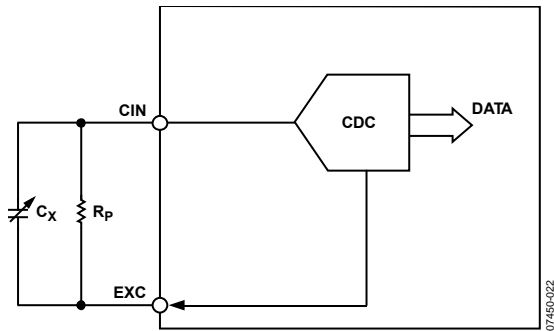 CIN
CDC
DATA
CX
RP
EXC
07450-022